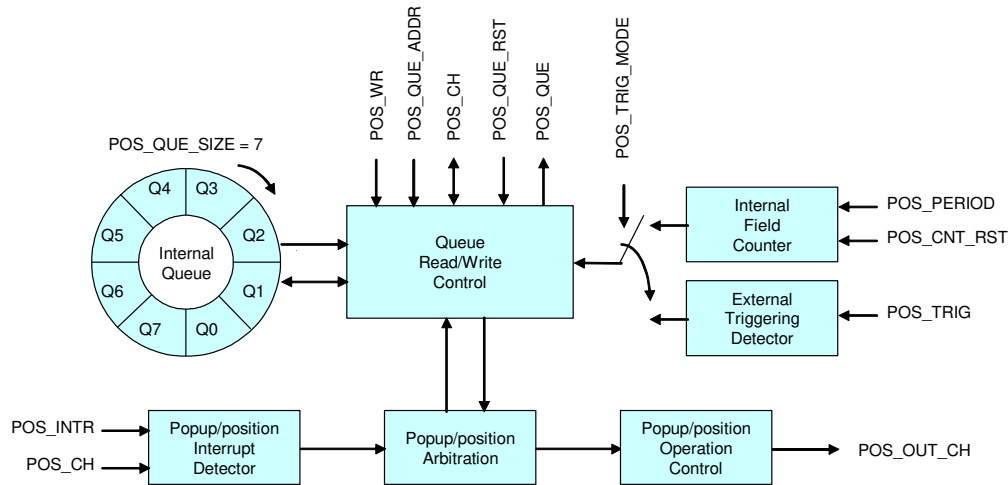 POS_WR
POS_QUE_ADDR
POS_CH
POS_QUE_RST
POS_QUE
POS_TRIG_MODE
POS_QUE_SIZE = 7
Q4
Q3
Q5
Q2
Q6
Q1
Q7
Q0
Internal
Queue
Queue
Read/Write
Control
Internal
Field
Counter
POS_PERIOD
POS_CNT_RST
External
Triggering
Detector
POS_TRIG
POS_INTR
POS_CH
Popup/position
Interrupt
Detector
Popup/position
Arbitration
Popup/position
Operation
Control
POS_OUT_CH